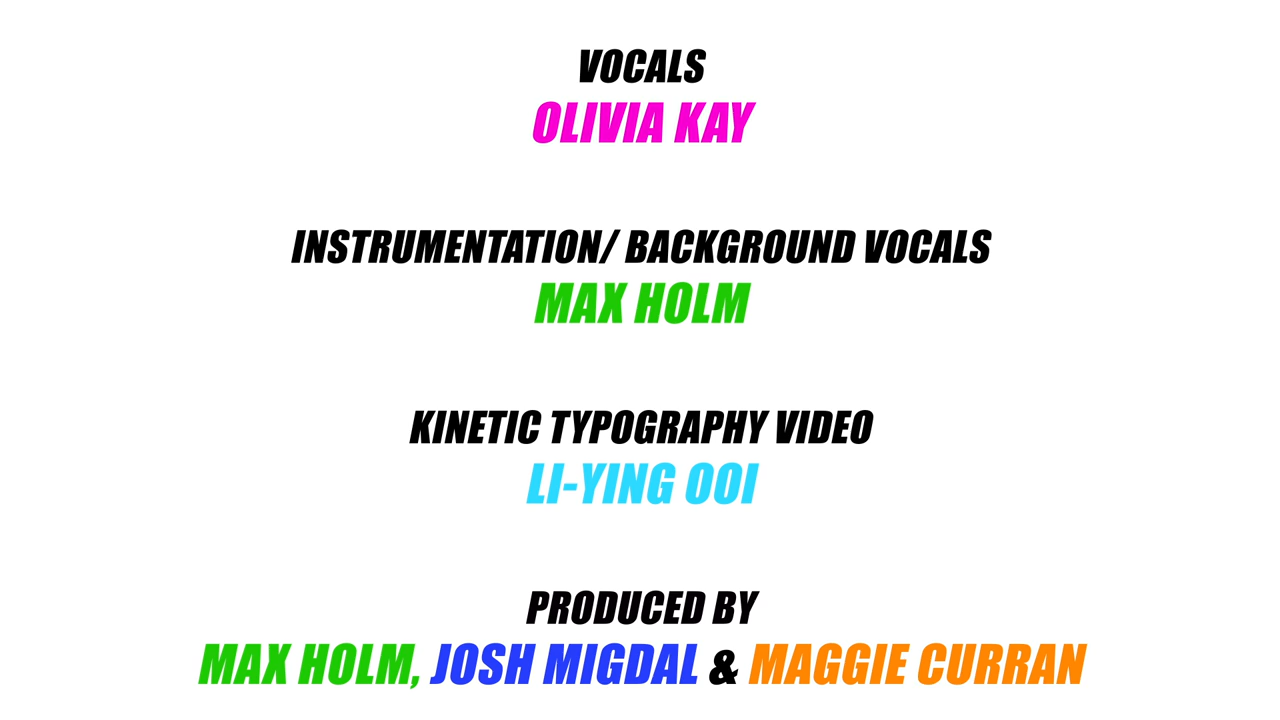 VOCALS
OLIVIA KAY
INSTRUMENTATION/ BACKGROUND VOCALS
MAX HOLM
KINETIC TYPOGRAPHY VIDEO
LI-YING OOI
PRODUCED BY
MAX HOLM, JOSH MIGDAL & MAGGIE CURRAN